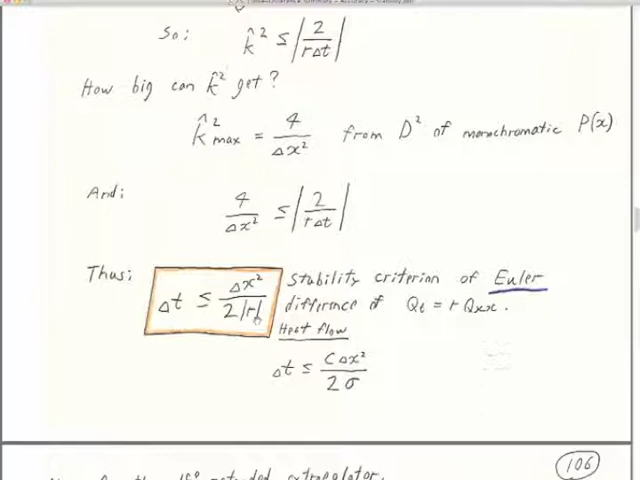 So: k̂² ≤ |2/(rΔt)|
How big can k̂² get?
k̂²max = 4/Δx² from D² of monochromatic P(x)
And: 4/Δx² ≤ |2/(rΔt)|
Thus: Δt ≤ Δx²/(2|r|) Stability criterion of Euler
difference of Qt = r Qxx.
Heat flow
Δt ≤ CΔx²/(2σ)
106